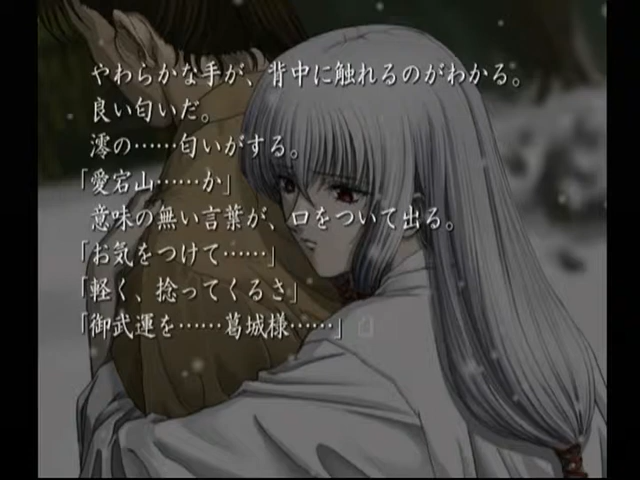 やわらかな手が、背中に触れるのがわかる。
良い匂いだ。
澪の……匂いがする。
「愛宕山……か」
意味の無い言葉が、口をついて出る。
「お気をつけて……」
「軽く、捻ってくるさ」
「御武運を……葛城様……」